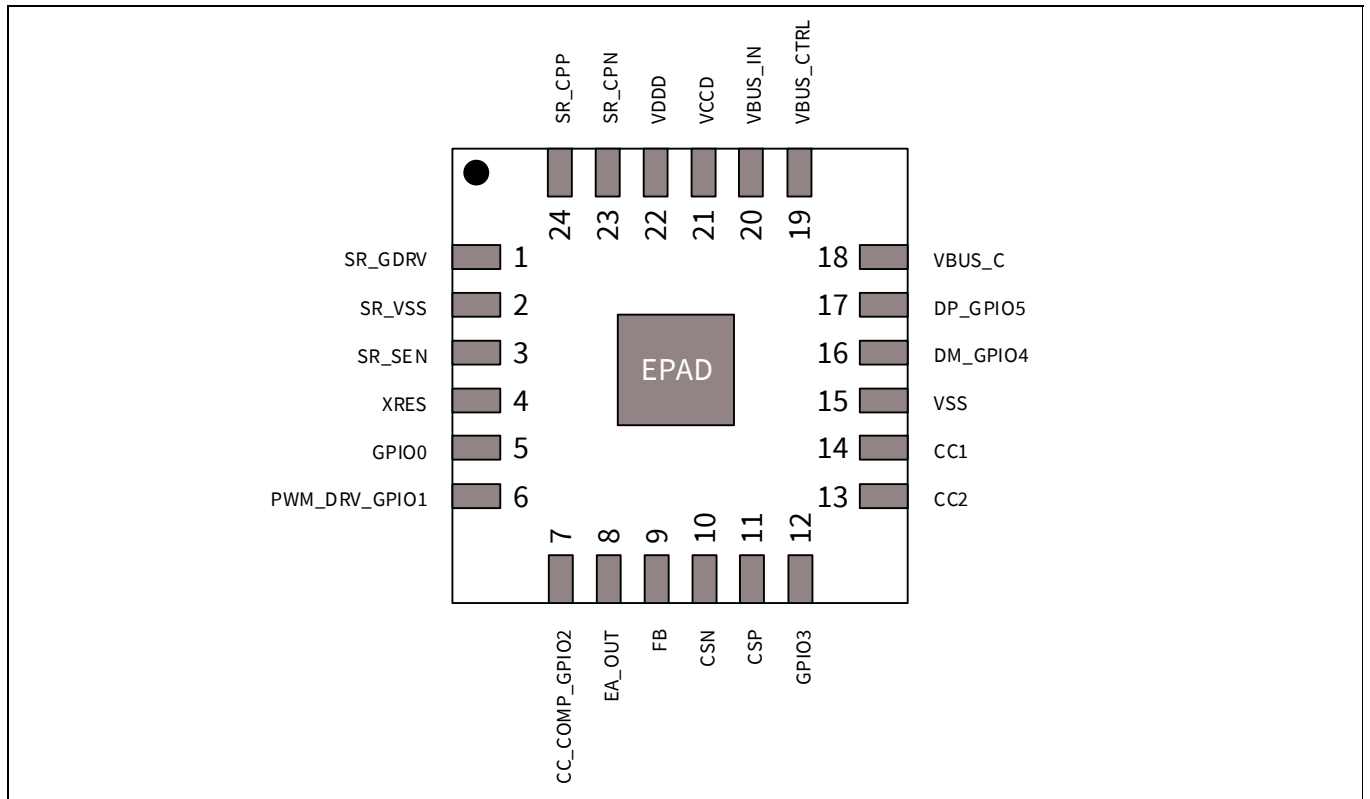 SR_CPP
SR_CPN
VDDD
VCCD
VBUS_IN
VBUS_CTRL
24
23
22
21
20
19
SR_GDRV 1
SR_VSS 2
SR_SEN 3
XRES 4
GPIO0 5
PWM_DRV_GPIO1 6
18 VBUS_C
17 DP_GPIO5
16 DM_GPIO4
15 VSS
14 CC1
13 CC2
EPAD
7
8
9
10
11
12
CC_COMP_GPIO2
EA_OUT
FB
CSN
CSP
GPIO3